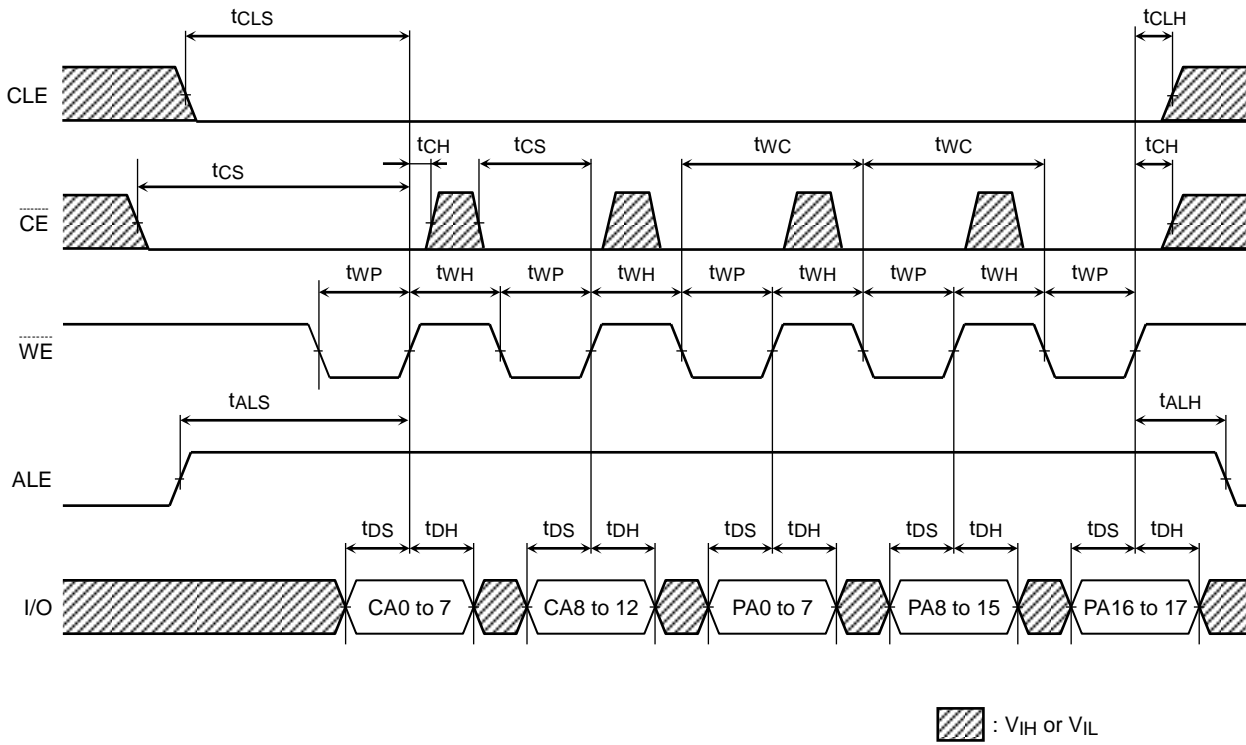 tCLS tCLH
CLE
tCH tCS tWC tWC tCH
tCS
CE
tWP tWH tWP tWH tWP tWH tWP tWH tWP
WE
tALS tALH
ALE
tDS tDH tDS tDH tDS tDH tDS tDH tDS tDH
I/O CA0 to 7 CA8 to 12 PA0 to 7 PA8 to 15 PA16 to 17
: VIH or VIL